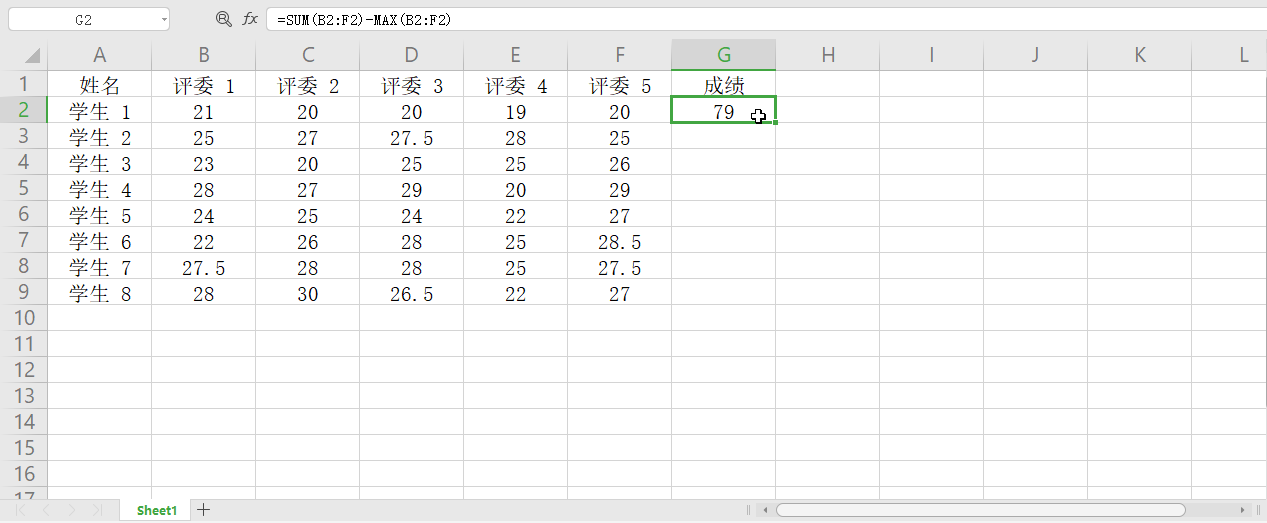 G2 fx =SUM(B2:F2)-MAX(B2:F2)
A B C D E F G H I J K L
1 姓名 评委 1 评委 2 评委 3 评委 4 评委 5 成绩
2 学生 1 21 20 20 19 20 79
3 学生 2 25 27 27.5 28 25
4 学生 3 23 20 25 25 26
5 学生 4 28 27 29 20 29
6 学生 5 24 25 24 22 27
7 学生 6 22 26 28 25 28.5
8 学生 7 27.5 28 28 25 27.5
9 学生 8 28 30 26.5 22 27
10
11
12
13
14
15
16
17
Sheet1